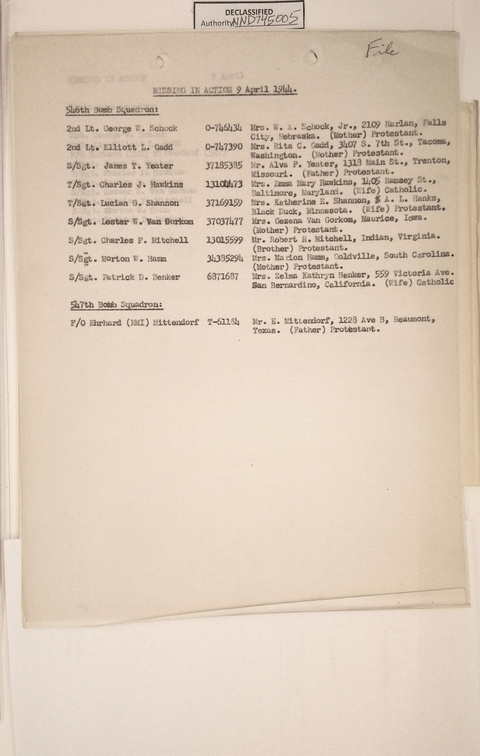 DECLASSIFIED
Authority NND745005
File
MISSING IN ACTION 9 April 1944.
546th Bomb Squadron:
2nd Lt. George W. Schock 0-746434 Mrs. W. A. Schock, Jr., 2109 Harlan, Falls
City, Nebraska. (Mother) Protestant.
2nd Lt. Elliott L. Gadd 0-747390 Mrs. Rita C. Gadd, 3407 S. 7th St., Tacoma,
Washington. (Mother) Protestant.
S/Sgt. James T. Yeater 37185385 Mr. Alva F. Yeater, 1318 Main St., Trenton,
Missouri. (Father) Protestant.
T/Sgt. Charles J. Hawkins Mrs. Emma Mary Hawkins, 1405 Ramsey St.,
Baltimore, Maryland. (Wife) Catholic.
T/Sgt. Lucian G. Shannon 37169159 Mrs. Katherine E. Shannon, % A. L. Hanks,
Black Duck, Minnesota. (Wife) Protestant.
S/Sgt. Lester W. Van Gorkom 37037477 Mrs. Gezena Van Gorkom, Maurice, Iowa.
(Mother) Protestant.
S/Sgt. Charles F. Mitchell 13015599 Mr. Robert H. Mitchell, Indian, Virginia.
(Brother) Protestant.
S/Sgt. Morton W. Hamm 34385294 Mrs. Marion Hamm, Goldville, South Carolina.
(Mother) Protestant.
S/Sgt. Patrick D. Benker 6871687 Mrs. Zelma Kathryn Benker, 559 Victoria Ave.
San Bernardino, California. (Wife) Catholic
547th Bomb Squadron:
F/O Ehrhard (NMI) Mittendorf T-61184 Mr. E. Mittendorf, 1228 Ave B, Beaumont,
Texas. (Father) Protestant.